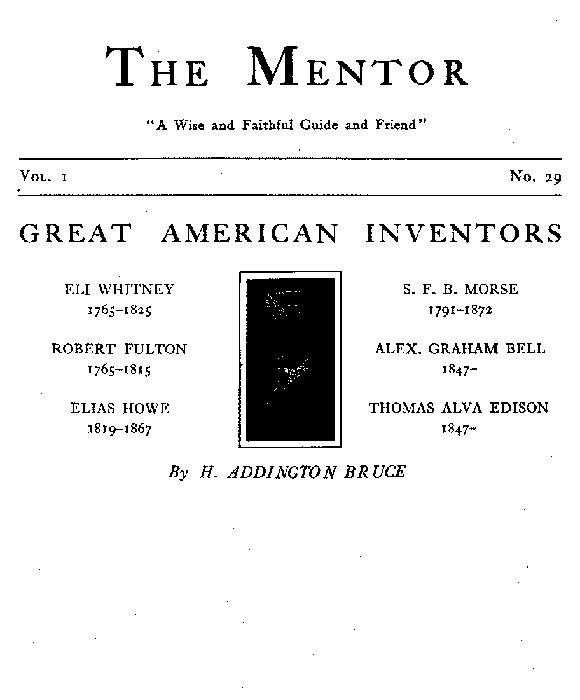 THE MENTOR
"A Wise and Faithful Guide and Friend"
VOL. 1 No. 29
GREAT AMERICAN INVENTORS
ELI WHITNEY
1765–1825
ROBERT FULTON
1765–1815
ELIAS HOWE
1819–1867
S. F. B. MORSE
1791–1872
ALEX. GRAHAM BELL
1847–
THOMAS ALVA EDISON
1847–
By H. ADDINGTON BRUCE